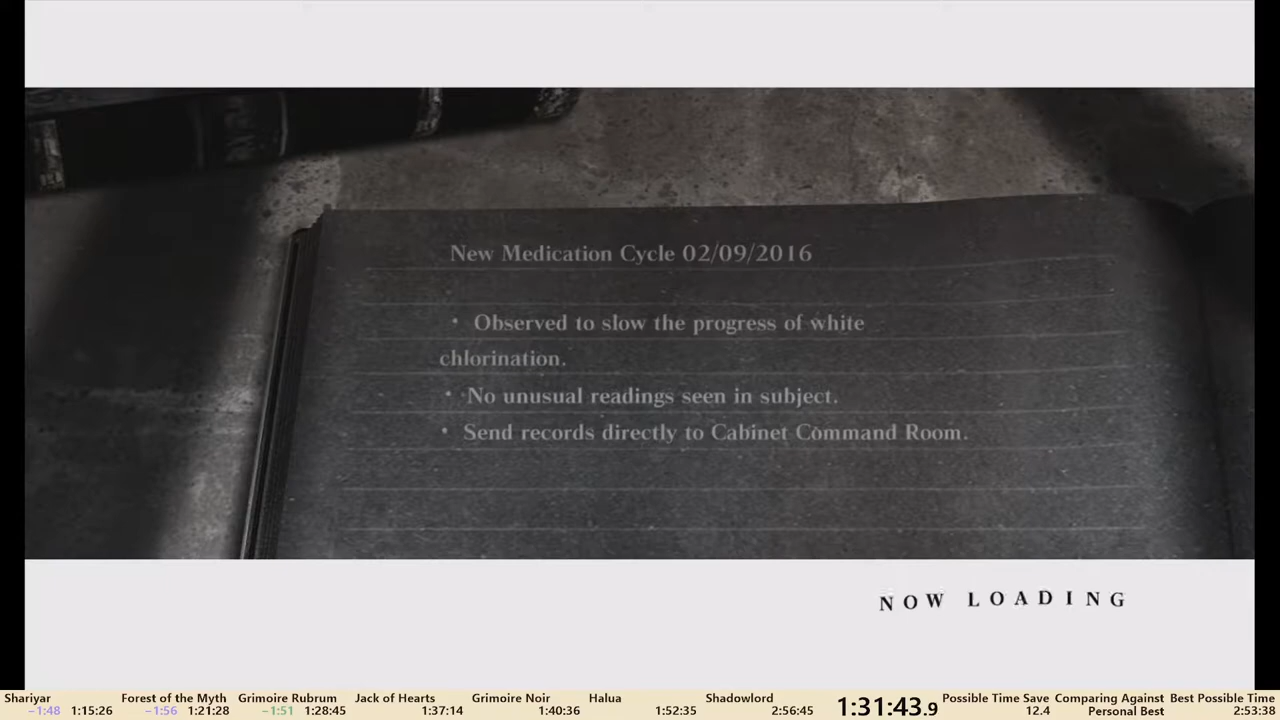 New Medication Cycle 02/09/2016
• Observed to slow the progress of white
chlorination.
• No unusual readings seen in subject.
• Send records directly to Cabinet Command Room.
NOW LOADING
Shariyar Forest of the Myth Grimoire Rubrum Jack of Hearts Grimoire Noir Halua Shadowlord 1:31:43.9 Possible Time Save Comparing Against Best Possible Time
−1:48 1:15:26 −1:56 1:21:28 −1:51 1:28:45 1:37:14 1:40:36 1:52:35 2:56:45 12.4 Personal Best 2:53:38